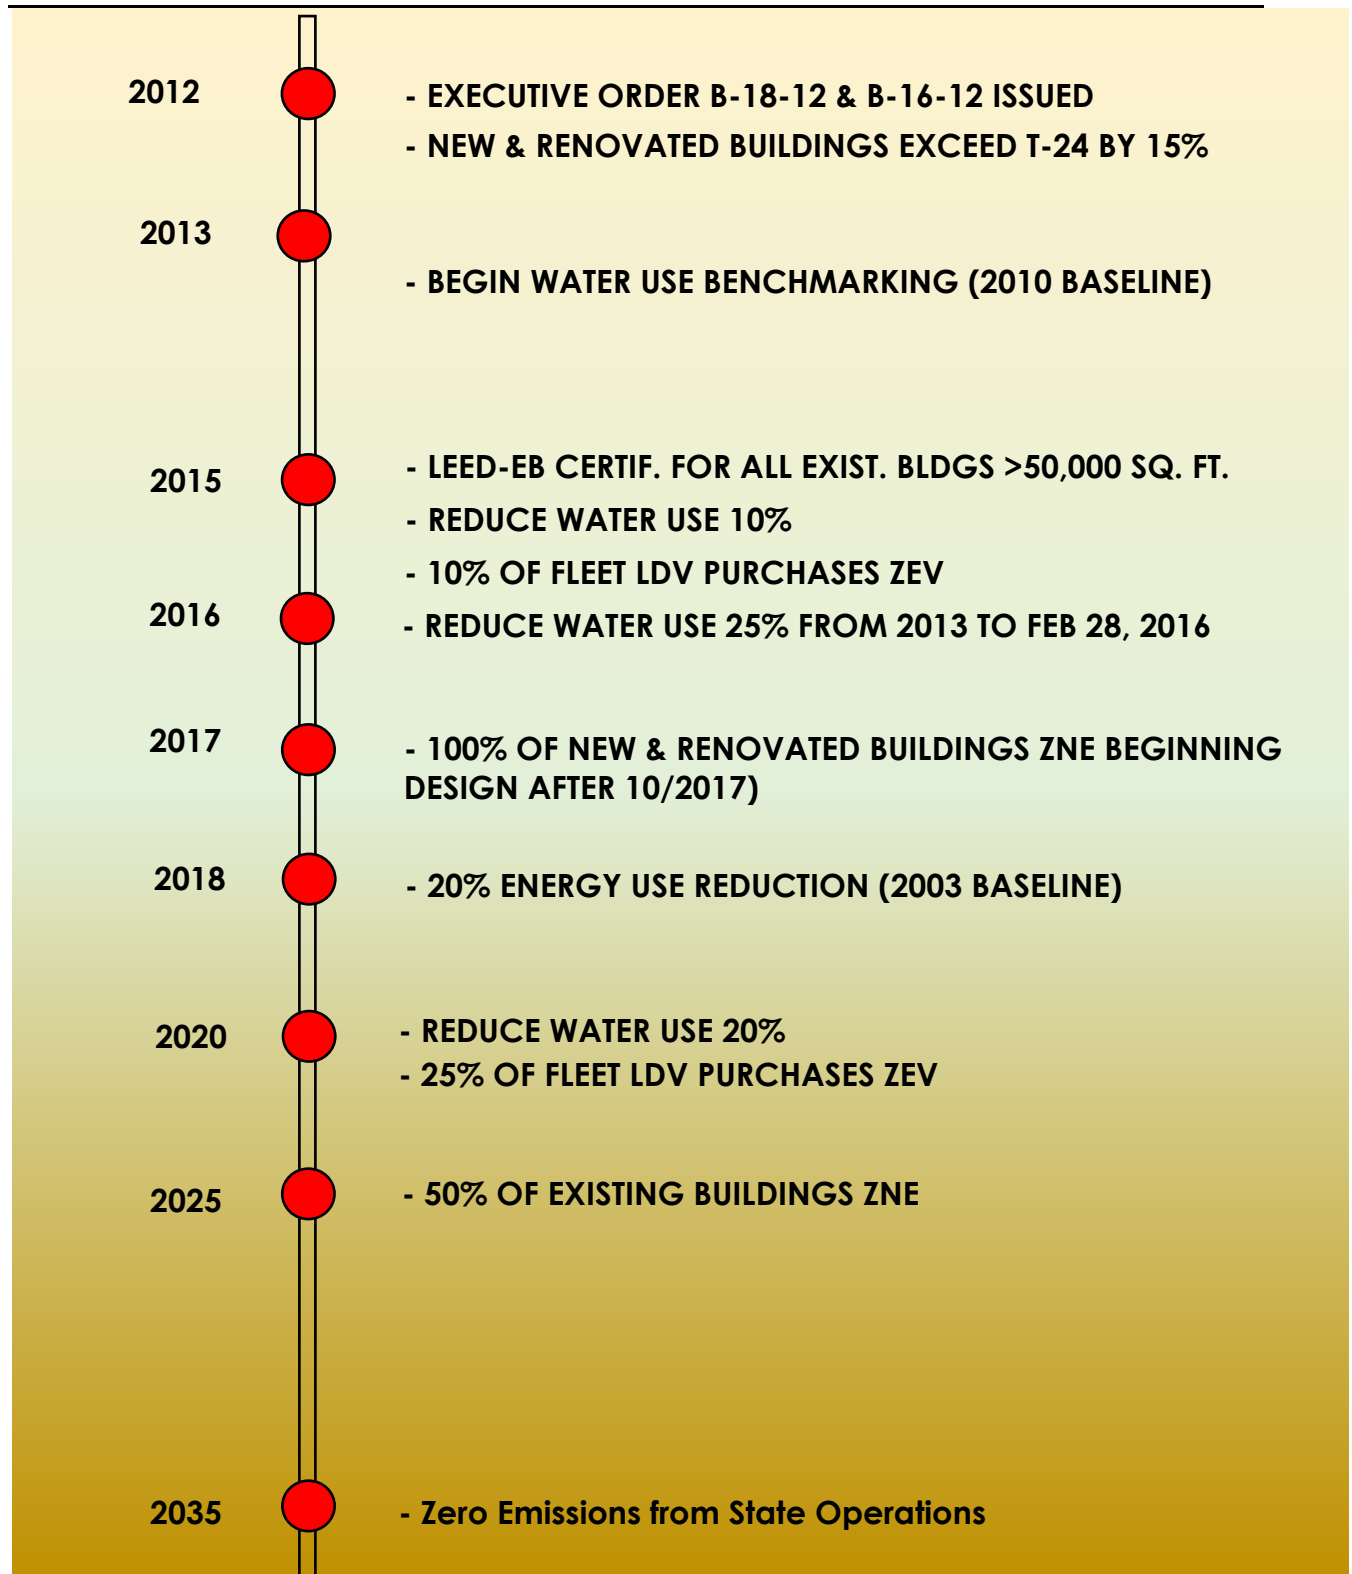 2012
- EXECUTIVE ORDER B-18-12 & B-16-12 ISSUED
- NEW & RENOVATED BUILDINGS EXCEED T-24 BY 15%
2013
- BEGIN WATER USE BENCHMARKING (2010 BASELINE)
2015
- LEED-EB CERTIF. FOR ALL EXIST. BLDGS >50,000 SQ. FT.
- REDUCE WATER USE 10%
- 10% OF FLEET LDV PURCHASES ZEV
2016
- REDUCE WATER USE 25% FROM 2013 TO FEB 28, 2016
2017
- 100% OF NEW & RENOVATED BUILDINGS ZNE BEGINNING
DESIGN AFTER 10/2017)
2018
- 20% ENERGY USE REDUCTION (2003 BASELINE)
2020
- REDUCE WATER USE 20%
- 25% OF FLEET LDV PURCHASES ZEV
2025
- 50% OF EXISTING BUILDINGS ZNE
2035
- Zero Emissions from State Operations